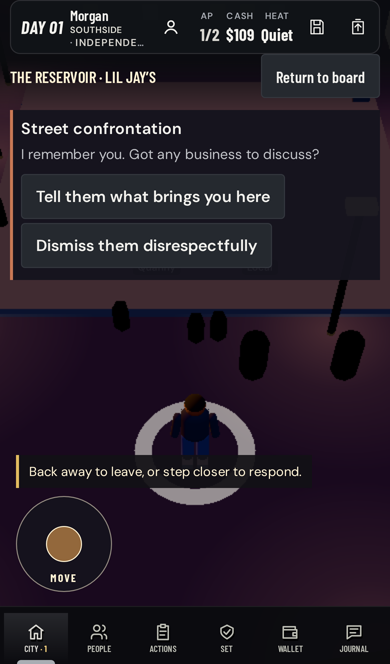 DAY 01
Morgan
SOUTHSIDE
· INDEPENDE...
AP
1/2
CASH
$109
HEAT
Quiet
THE RESERVOIR · LIL JAY'S
Return to board
Street confrontation
I remember you. Got any business to discuss?
Tell them what brings you here
Dismiss them disrespectfully
Back away to leave, or step closer to respond.
MOVE
CITY · 1
PEOPLE
ACTIONS
SET
WALLET
JOURNAL